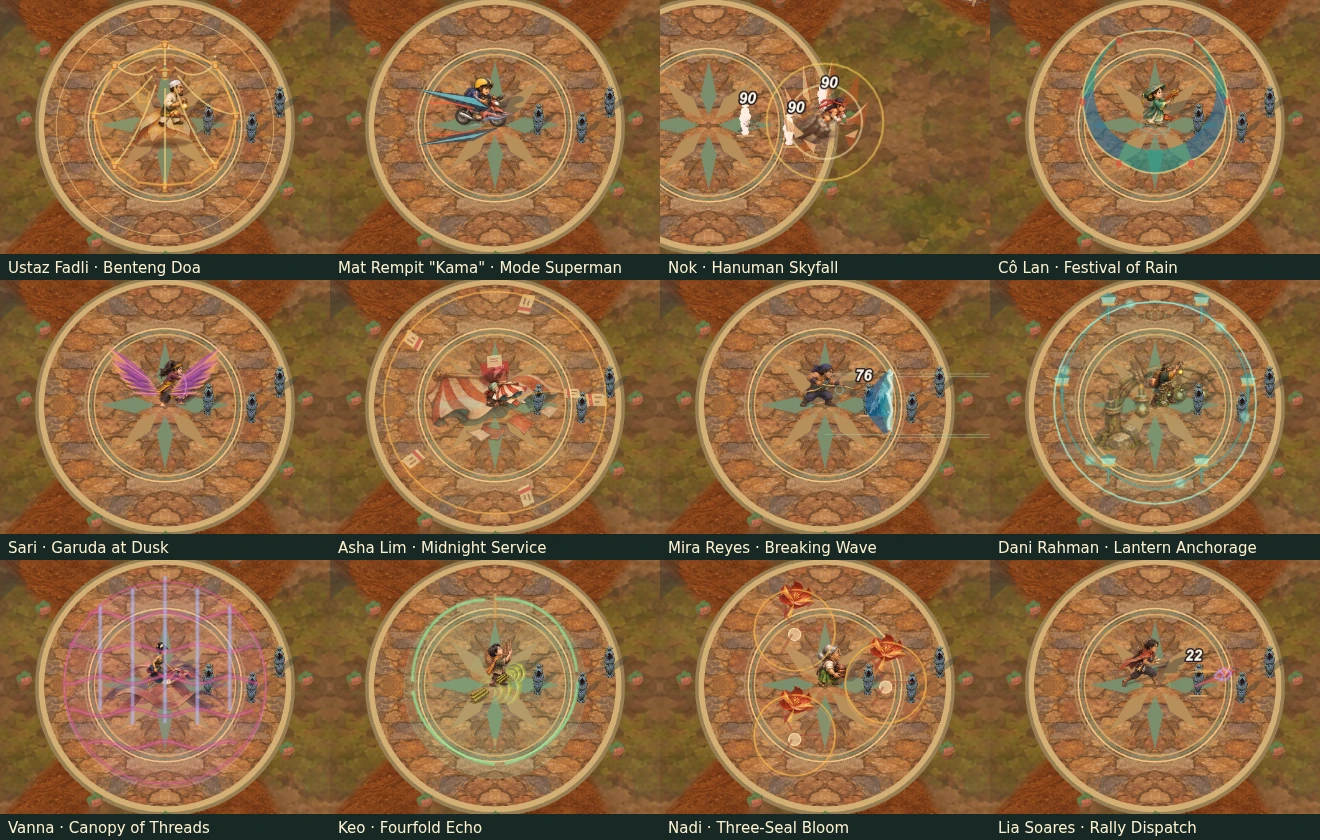 90
90
90
Ustaz Fadli · Benteng Doa
Mat Rempit "Kama" · Mode Superman
Nok · Hanuman Skyfall
Cô Lan · Festival of Rain
76
Sari · Garuda at Dusk
Asha Lim · Midnight Service
Mira Reyes · Breaking Wave
Dani Rahman · Lantern Anchorage
22
Vanna · Canopy of Threads
Keo · Fourfold Echo
Nadi · Three-Seal Bloom
Lia Soares · Rally Dispatch